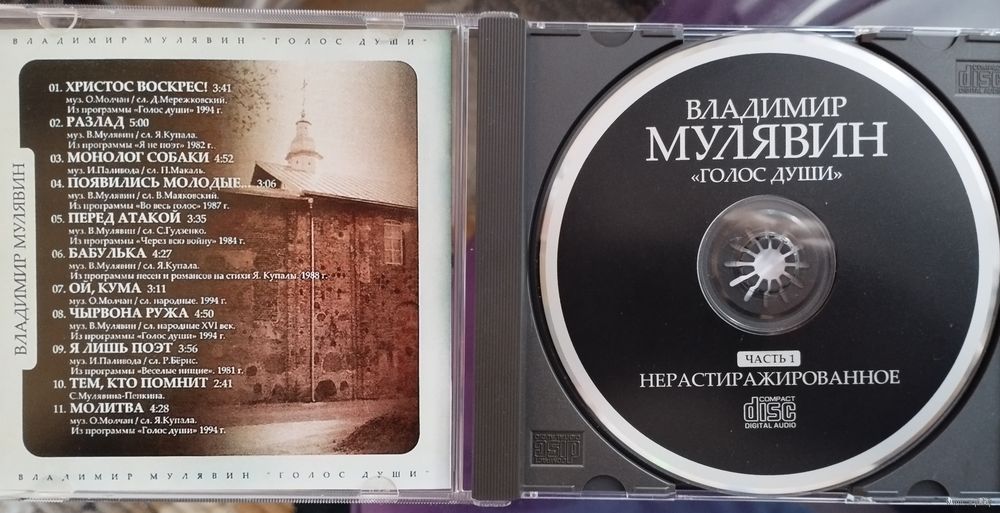 ВЛАДИМИР МУЛЯВИН "ГОЛОС ДУШИ"
ВЛАДИМИР МУЛЯВИН
01. ХРИСТОС ВОСКРЕС! 3:41
муз. О.Молчан / сл. Д.Мережковский.
Из программы «Голос души» 1994 г.
02. РАЗЛАД 5:00
муз. В.Мулявин / сл. Я.Купала.
Из программы "Я не поэт" 1982 г.
03. МОНОЛОГ СОБАКИ 4:52
муз. И.Паливода / сл. П.Макаль.
04. ПОЯВИЛИСЬ МОЛОДЫЕ... 3:06
муз. В.Мулявин / сл. В.Маяковский.
Из программы «Во весь голос» 1987 г.
05. ПЕРЕД АТАКОЙ 3:35
муз. В.Мулявин / сл. С.Гудзенко.
Из программы «Через всю войну» 1984 г.
06. БАБУЛЬКА 4:27
муз. В.Мулявин / сл. Я.Купала.
Из программы песен и романсов на стихи Я. Купалы. 1988 г.
07. ОЙ, КУМА 3:11
муз. О.Молчан / сл. народные. 1994 г.
08. ЧЫРВОНА РУЖА 4:50
муз. В.Мулявин / сл. народные XVI век.
Из программы «Голос души» 1994 г.
09. Я ЛИШЬ ПОЭТ 3:56
муз. И.Паливода / сл. Р.Бёрнс.
Из программы «Веселые нищие». 1981 г.
10. ТЕМ, КТО ПОМНИТ 2:41
С.Мулявина-Пенкина.
11. МОЛИТВА 4:28
муз. О.Молчан / сл. Я.Купала.
Из программы «Голос души» 1994 г.
ВЛАДИМИР МУЛЯВИН "ГОЛОС ДУШИ"
ВЛАДИМИР
МУЛЯВИН
«ГОЛОС ДУШИ»
ЧАСТЬ 1
НЕРАСТИРАЖИРОВАННОЕ
COMPACT
disc
DIGITAL AUDIO
COMPACT
disc
DIGITAL AUDIO
disc